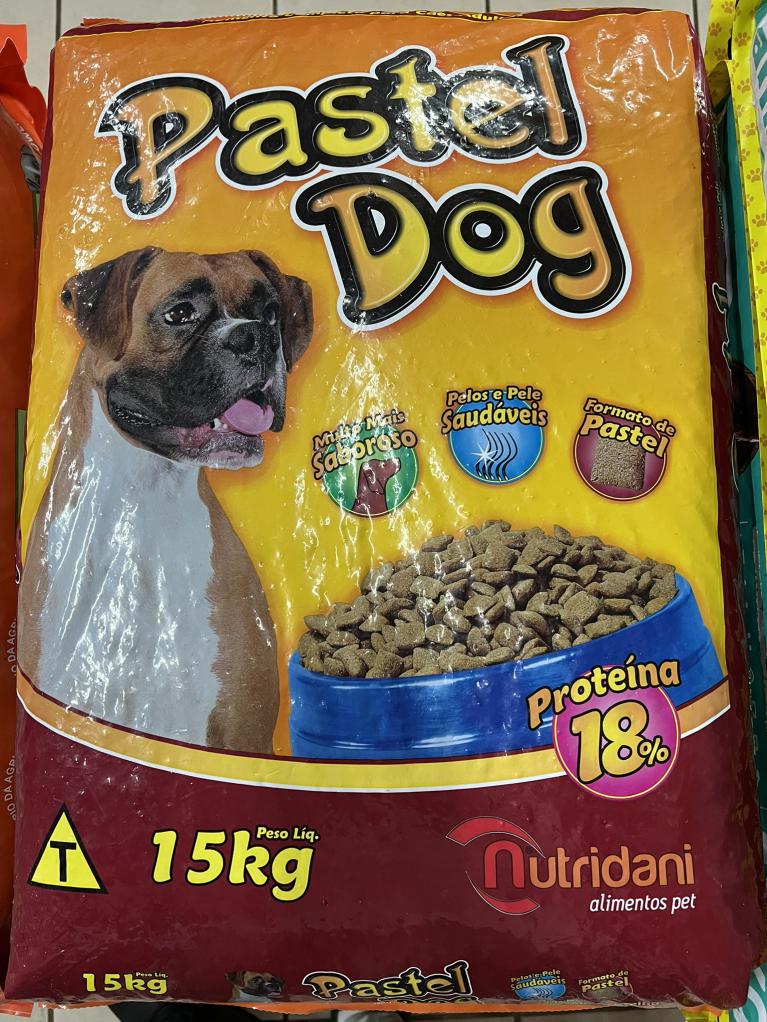 Pastel
Dog
Muito Mais
Saboroso
Pelos e Pele
Saudáveis
Formato de
Pastel
Proteína
18%
T
Peso Líq.
15kg
Nutridani
alimentos pet
Peso Líq.
15kg
Pastel
Pelos e Pele
Saudáveis
Formato de
Pastel